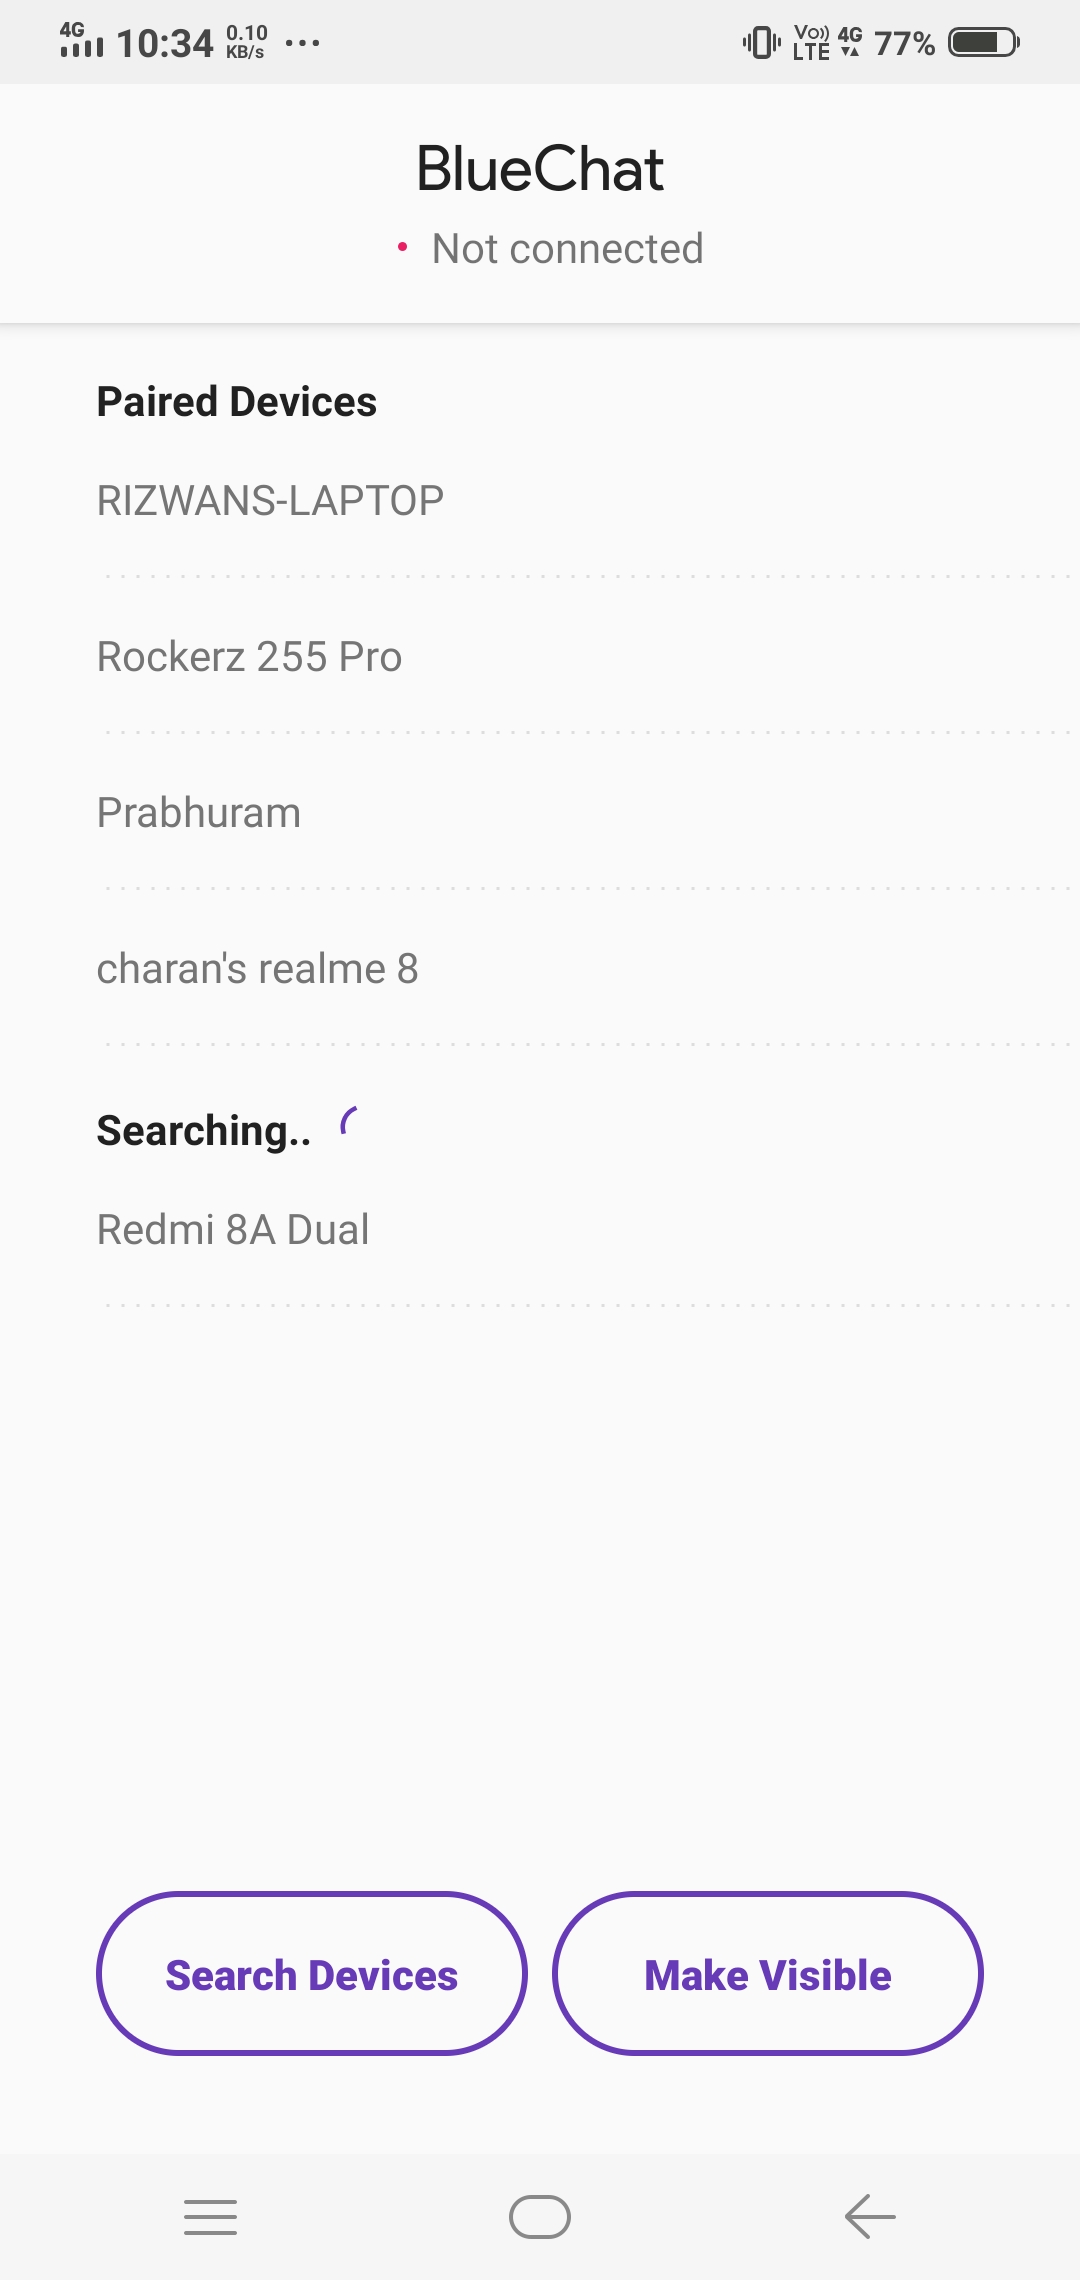 4G 10:34 0.10 KB/s ... Vo)) LTE 4G 77%
BlueChat
Not connected
Paired Devices
RIZWANS-LAPTOP
Rockerz 255 Pro
Prabhuram
charan's realme 8
Searching..
Redmi 8A Dual
Search Devices Make Visible